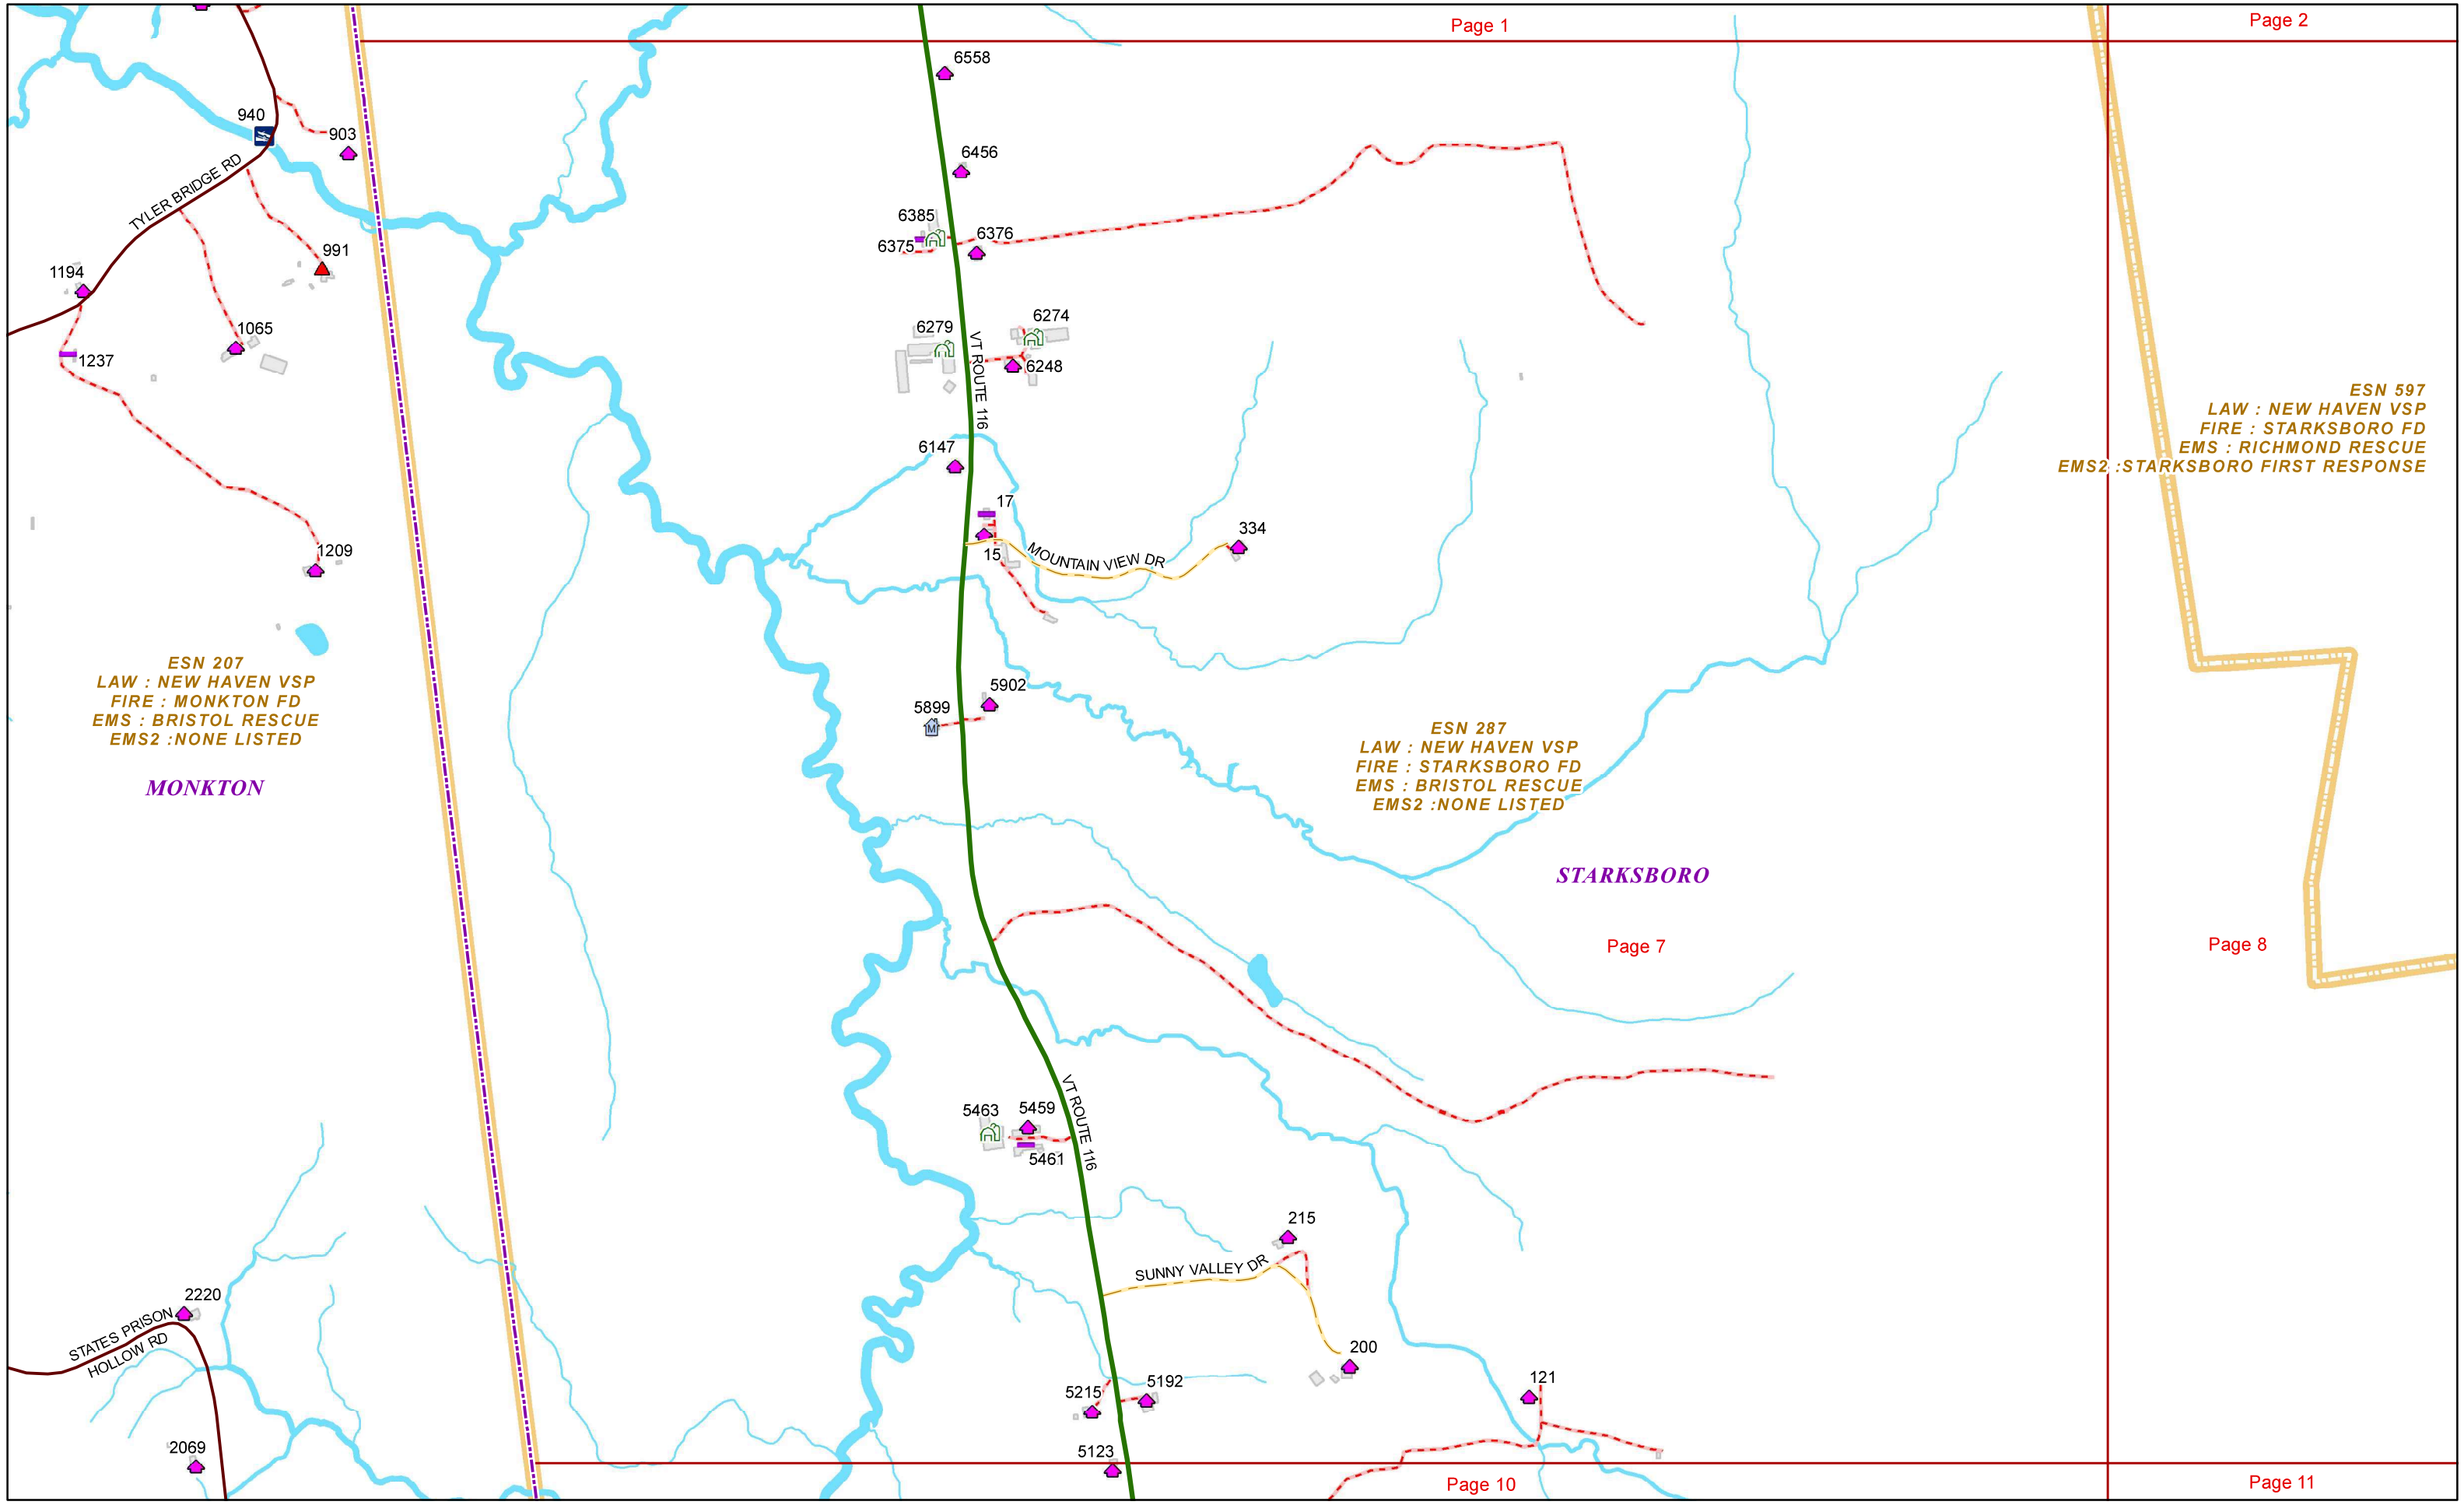 Page 1
Page 2
6558
940
903
6456
TYLER BRIDGE RD
6385
6376
6375
991
1194
6274
6279
1065
VT ROUTE 116
1237
6248
ESN 597
LAW : NEW HAVEN VSP
FIRE : STARKSBORO FD
EMS : RICHMOND RESCUE
EMS2 :STARKSBORO FIRST RESPONSE
6147
17
334
1209
15
MOUNTAIN VIEW DR
ESN 207
LAW : NEW HAVEN VSP
FIRE : MONKTON FD
EMS : BRISTOL RESCUE
EMS2 :NONE LISTED
5902
5899
ESN 287
LAW : NEW HAVEN VSP
FIRE : STARKSBORO FD
EMS : BRISTOL RESCUE
EMS2 :NONE LISTED
MONKTON
M
STARKSBORO
Page 7
Page 8
VT ROUTE 116
5463
5459
5461
215
SUNNY VALLEY DR
2220
STATES PRISON
HOLLOW RD
200
5215
5192
121
2069
5123
Page 10
Page 11